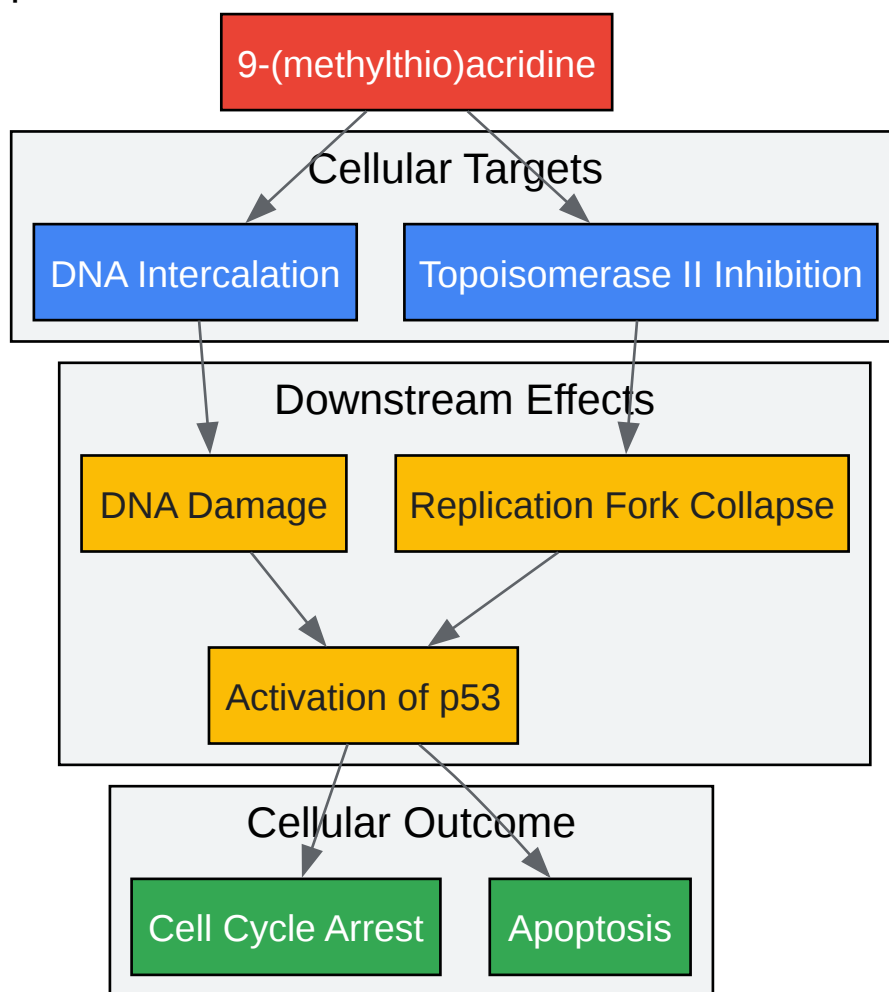 9-(methylthio)acridine
Cellular Targets
DNA Intercalation
Topoisomerase II Inhibition
Downstream Effects
DNA Damage
Replication Fork Collapse
Activation of p53
Cellular Outcome
Cell Cycle Arrest
Apoptosis